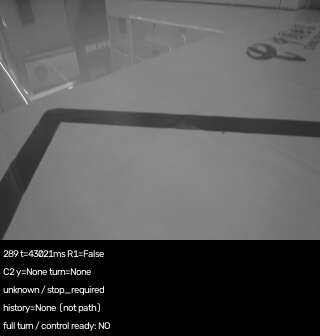 289 t=43021ms R1=False
C2 y=None turn=None
unknown / stop_required
history=None (not path)
full turn / control ready: NO